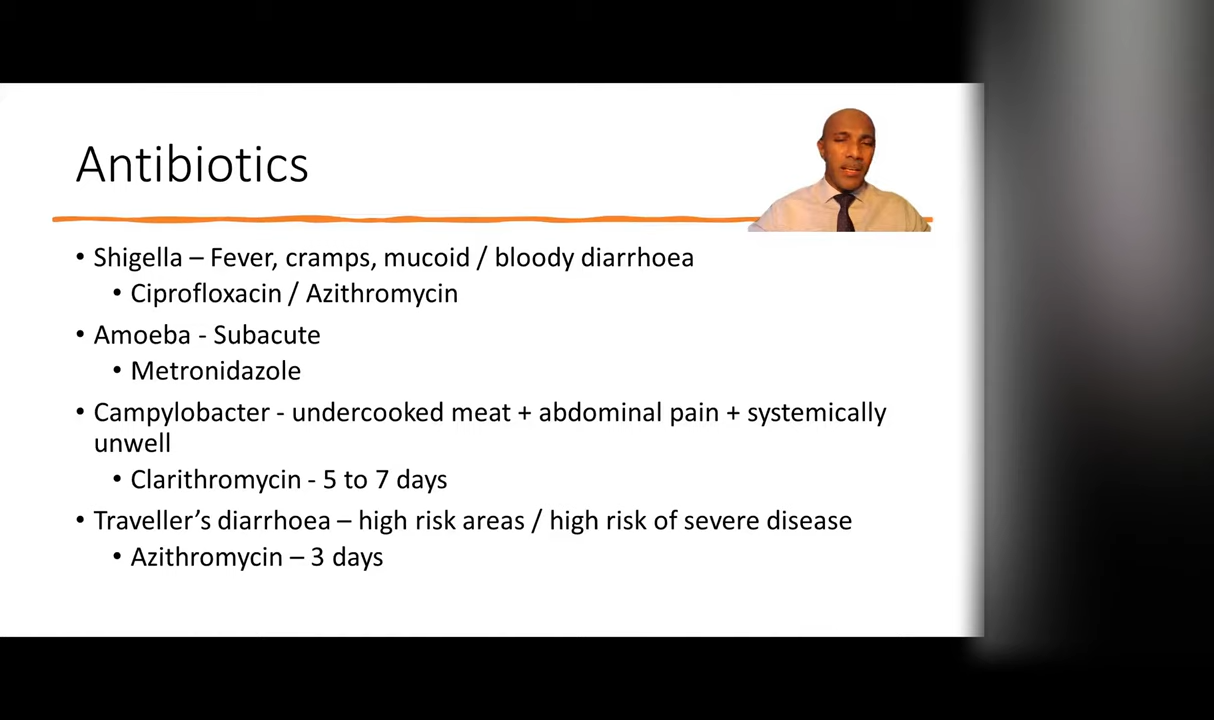 Antibiotics
• Shigella – Fever, cramps, mucoid / bloody diarrhoea
• Ciprofloxacin / Azithromycin
• Amoeba - Subacute
• Metronidazole
• Campylobacter - undercooked meat + abdominal pain + systemically
unwell
• Clarithromycin - 5 to 7 days
• Traveller’s diarrhoea – high risk areas / high risk of severe disease
• Azithromycin – 3 days